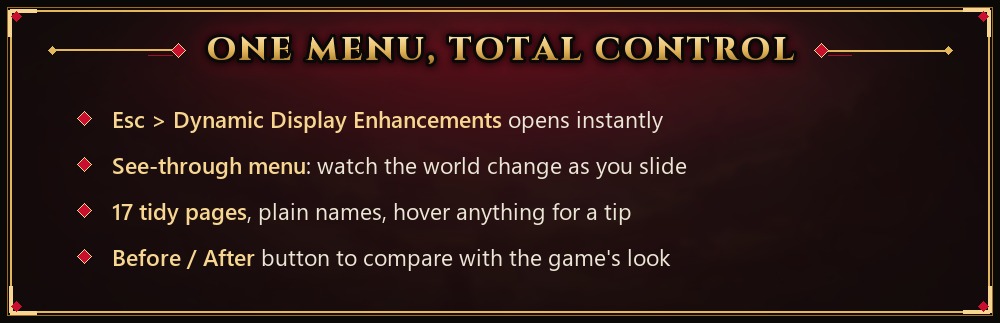 ONE MENU, TOTAL CONTROL
Esc > Dynamic Display Enhancements opens instantly
See-through menu: watch the world change as you slide
17 tidy pages, plain names, hover anything for a tip
Before / After button to compare with the game's look